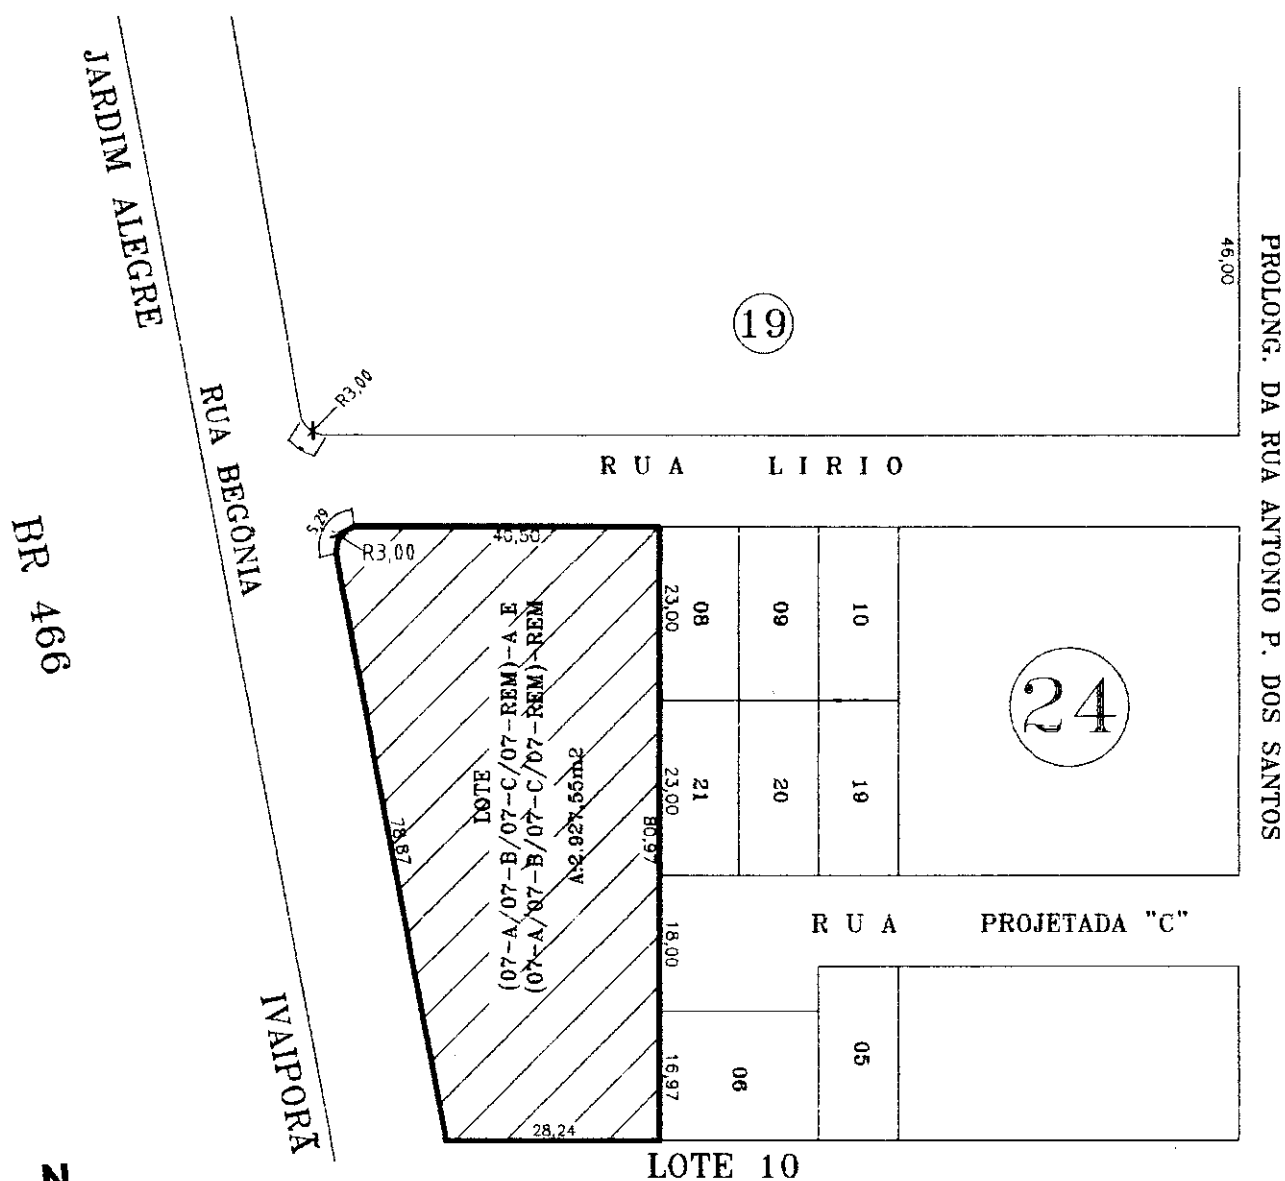 JARDIM ALEGRE
RUA BEGÔNIA
BR 466
IVAIPORÃ
PROLONG. DA RUA ANTONIO P. DOS SANTOS
46,00
19
R3,00
RUA LIRIO
5,29
R3,00
40,50
23,00
08
09
10
24
LOTE
(07-A/07-B/07-C/07-REM)-A E
(07-A/07-B/07-C/07-REM)-REM
A:2.927,55m2
78,87
80,97
23,00
21
20
19
18,00
RUA PROJETADA "C"
16,97
06
05
28,24
LOTE 10
N